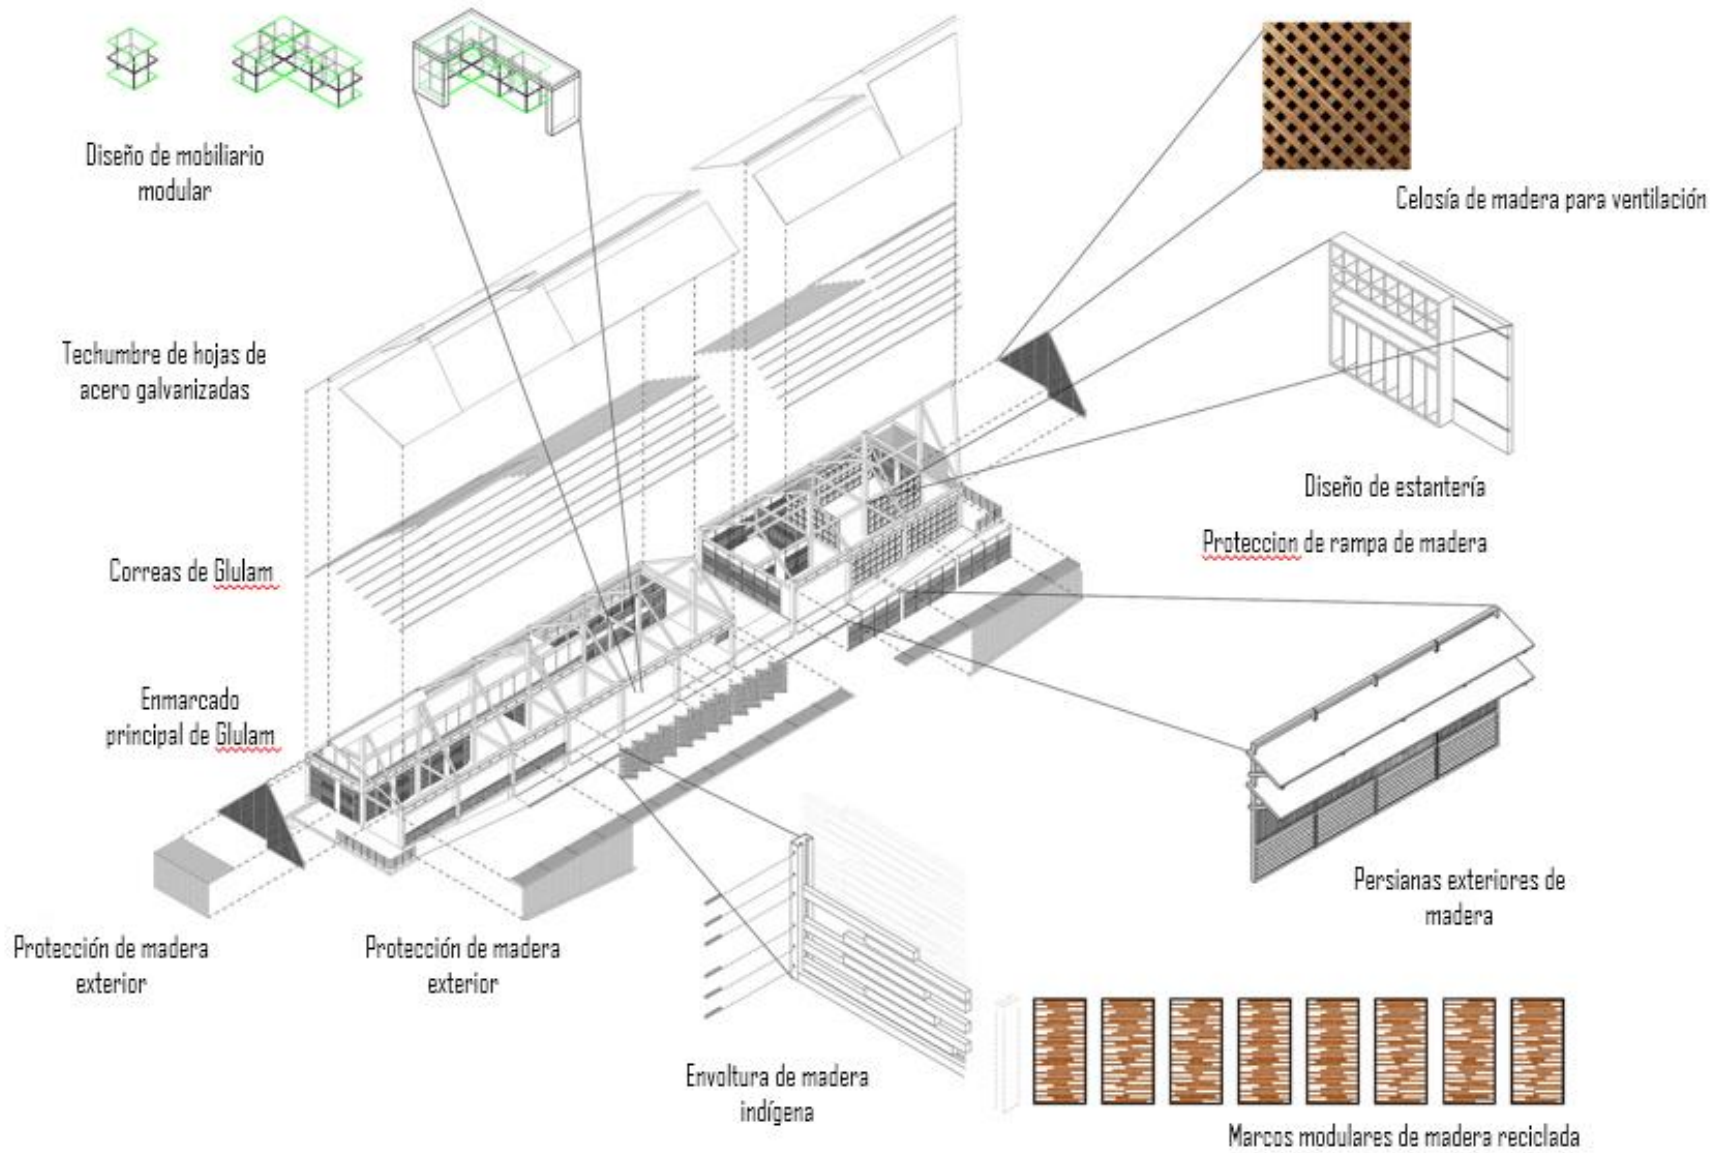 Diseño de mobiliario
modular
Celosía de madera para ventilación
Techumbre de hojas de
acero galvanizadas
Diseño de estantería
Proteccion de rampa de madera
Correas de Glulam
Enmarcado
principal de Glulam
Persianas exteriores de
madera
Protección de madera
exterior
Protección de madera
exterior
Envoltura de madera
indígena
Marcos modulares de madera reciclada